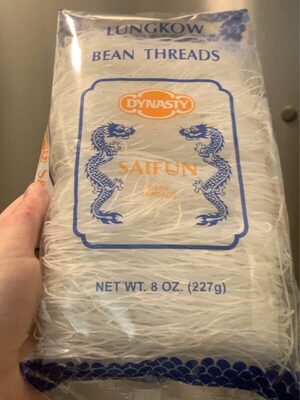 LUNGKOW
BEAN THREADS
DYNASTY
SAIFUN
BEAN
THREADS
NET WT. 8 OZ. (227g)